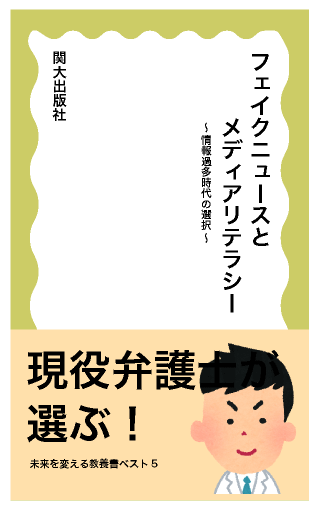 フェイクニュースと
メディアリテラシー
～情報過多時代の選択～
関大出版社
現役弁護士が
選ぶ！
未来を変える教養書ベスト5